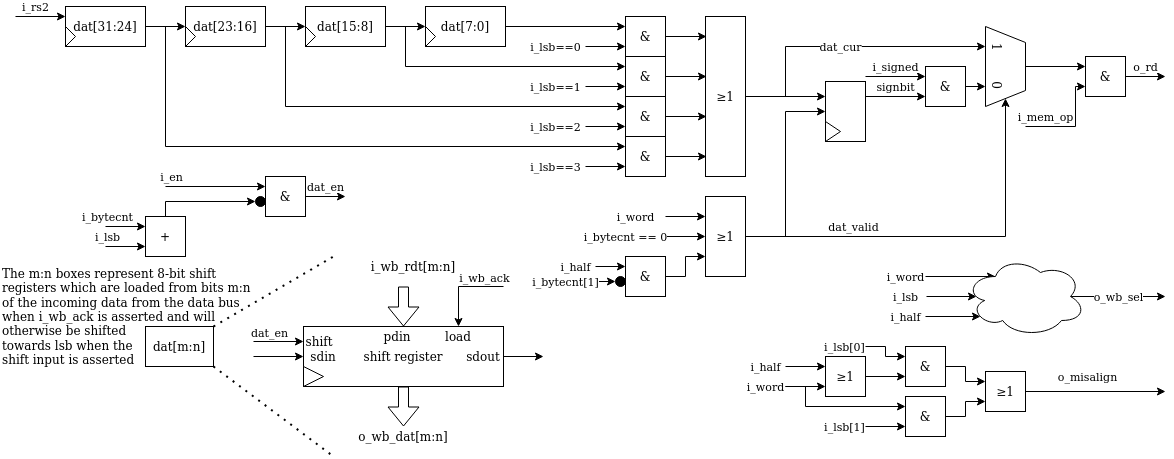 i_rs2
dat[31:24]
dat[23:16]
dat[15:8]
dat[7:0]
i_lsb==0
&
i_lsb==1
&
i_lsb==2
&
i_lsb==3
&
≥1
dat_cur
i_signed
signbit
&
1
0
&
o_rd
i_mem_op
i_en
&
dat_en
i_bytecnt
i_lsb
+
i_word
i_bytecnt == 0
≥1
i_half
i_bytecnt[1]
&
dat_valid
The m:n boxes represent 8-bit shift
registers which are loaded from bits m:n
of the incoming data from the data bus
when i_wb_ack is asserted and will
otherwise be shifted
towards lsb when the
shift input is asserted
dat[m:n]
i_wb_rdt[m:n]
i_wb_ack
dat_en
pdin
load
shift
sdin
shift register
sdout
o_wb_dat[m:n]
i_word
i_lsb
i_half
o_wb_sel
i_lsb[0]
i_half
i_word
≥1
&
i_lsb[1]
&
≥1
o_misalign